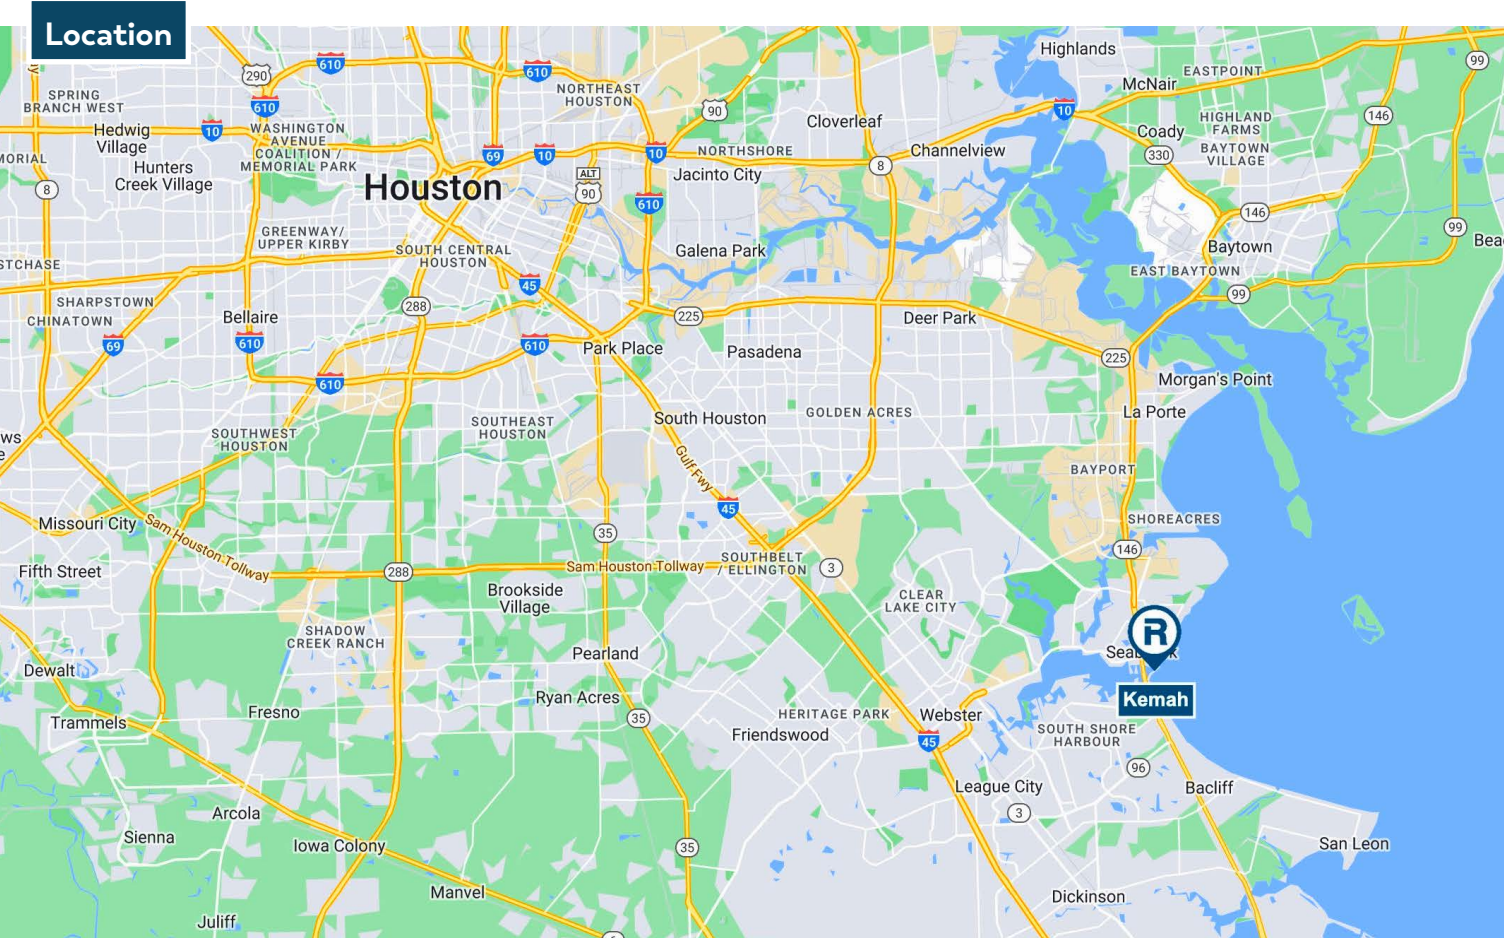 Location
Highlands
290
610
610
EASTPOINT
99
McNair
SPRING
BRANCH WEST
610
NORTHEAST
HOUSTON
90
10
146
Cloverleaf
HIGHLAND
FARMS
Hedwig
Village
10
WASHINGTON
AVENUE
COALITION /
MEMORIAL PARK
Coady
BAYTOWN
VILLAGE
69
10
10
NORTHSHORE
Channelview
330
MORIAL
Hunters
Creek Village
8
ALT
90
Jacinto City
8
Houston
610
146
99
GREENWAY/
UPPER KIRBY
SOUTH CENTRAL
HOUSTON
Galena Park
Baytown
Bea
STCHASE
EAST BAYTOWN
45
99
SHARPSTOWN
288
CHINATOWN
Bellaire
225
Deer Park
69
610
610
Park Place
Pasadena
225
610
Morgan's Point
La Porte
SOUTHEAST
HOUSTON
South Houston
GOLDEN ACRES
ws
e
SOUTHWEST
HOUSTON
Gulf Fwy
BAYPORT
45
Missouri City
Sam Houston Tollway
35
SHOREACRES
146
Fifth Street
288
Sam Houston Tollway
SOUTHBELT
/ ELLINGTON
3
Brookside
Village
CLEAR
LAKE CITY
SHADOW
CREEK RANCH
R
Pearland
Dewalt
Kemah
Ryan Acres
Fresno
Trammels
35
HERITAGE PARK
Webster
Friendswood
SOUTH SHORE
HARBOUR
45
96
League City
Bacliff
Arcola
3
Sienna
Iowa Colony
35
San Leon
Manvel
Dickinson
Juliff